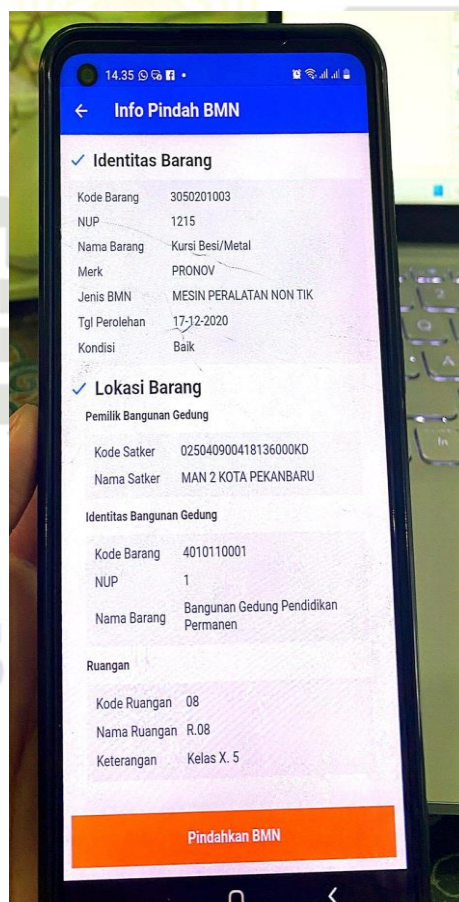 14.35
Info Pindah BMN
Identitas Barang
Kode Barang 3050201003
NUP 1215
Nama Barang Kursi Besi/Metal
Merk PRONOV
Jenis BMN MESIN PERALATAN NON TIK
Tgl Perolehan 17-12-2020
Kondisi Baik
Lokasi Barang
Pemilik Bangunan Gedung
Kode Satker 025040900418136000KD
Nama Satker MAN 2 KOTA PEKANBARU
Identitas Bangunan Gedung
Kode Barang 4010110001
NUP 1
Nama Barang Bangunan Gedung Pendidikan
Permanen
Ruangan
Kode Ruangan 08
Nama Ruangan R.08
Keterangan Kelas X. 5
Pindahkan BMN